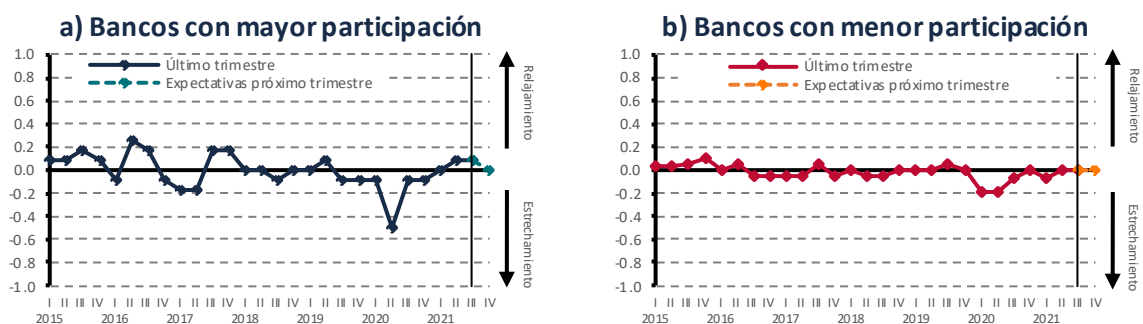 a) Bancos con mayor participación
1.0
0.8
0.6
0.4
0.2
0.0
-0.2
-0.4
-0.6
-0.8
-1.0
Último trimestre
Expectativas próximo trimestre
Relajamiento
Estrechamiento
I II III IV I II III IV I II III IV I II III IV I II III IV I II III IV I II III IV
2015 2016 2017 2018 2019 2020 2021
b) Bancos con menor participación
1.0
0.8
0.6
0.4
0.2
0.0
-0.2
-0.4
-0.6
-0.8
-1.0
Último trimestre
Expectativas próximo trimestre
Relajamiento
Estrechamiento
I II III IV I II III IV I II III IV I II III IV I II III IV I II III IV I II III IV
2015 2016 2017 2018 2019 2020 2021